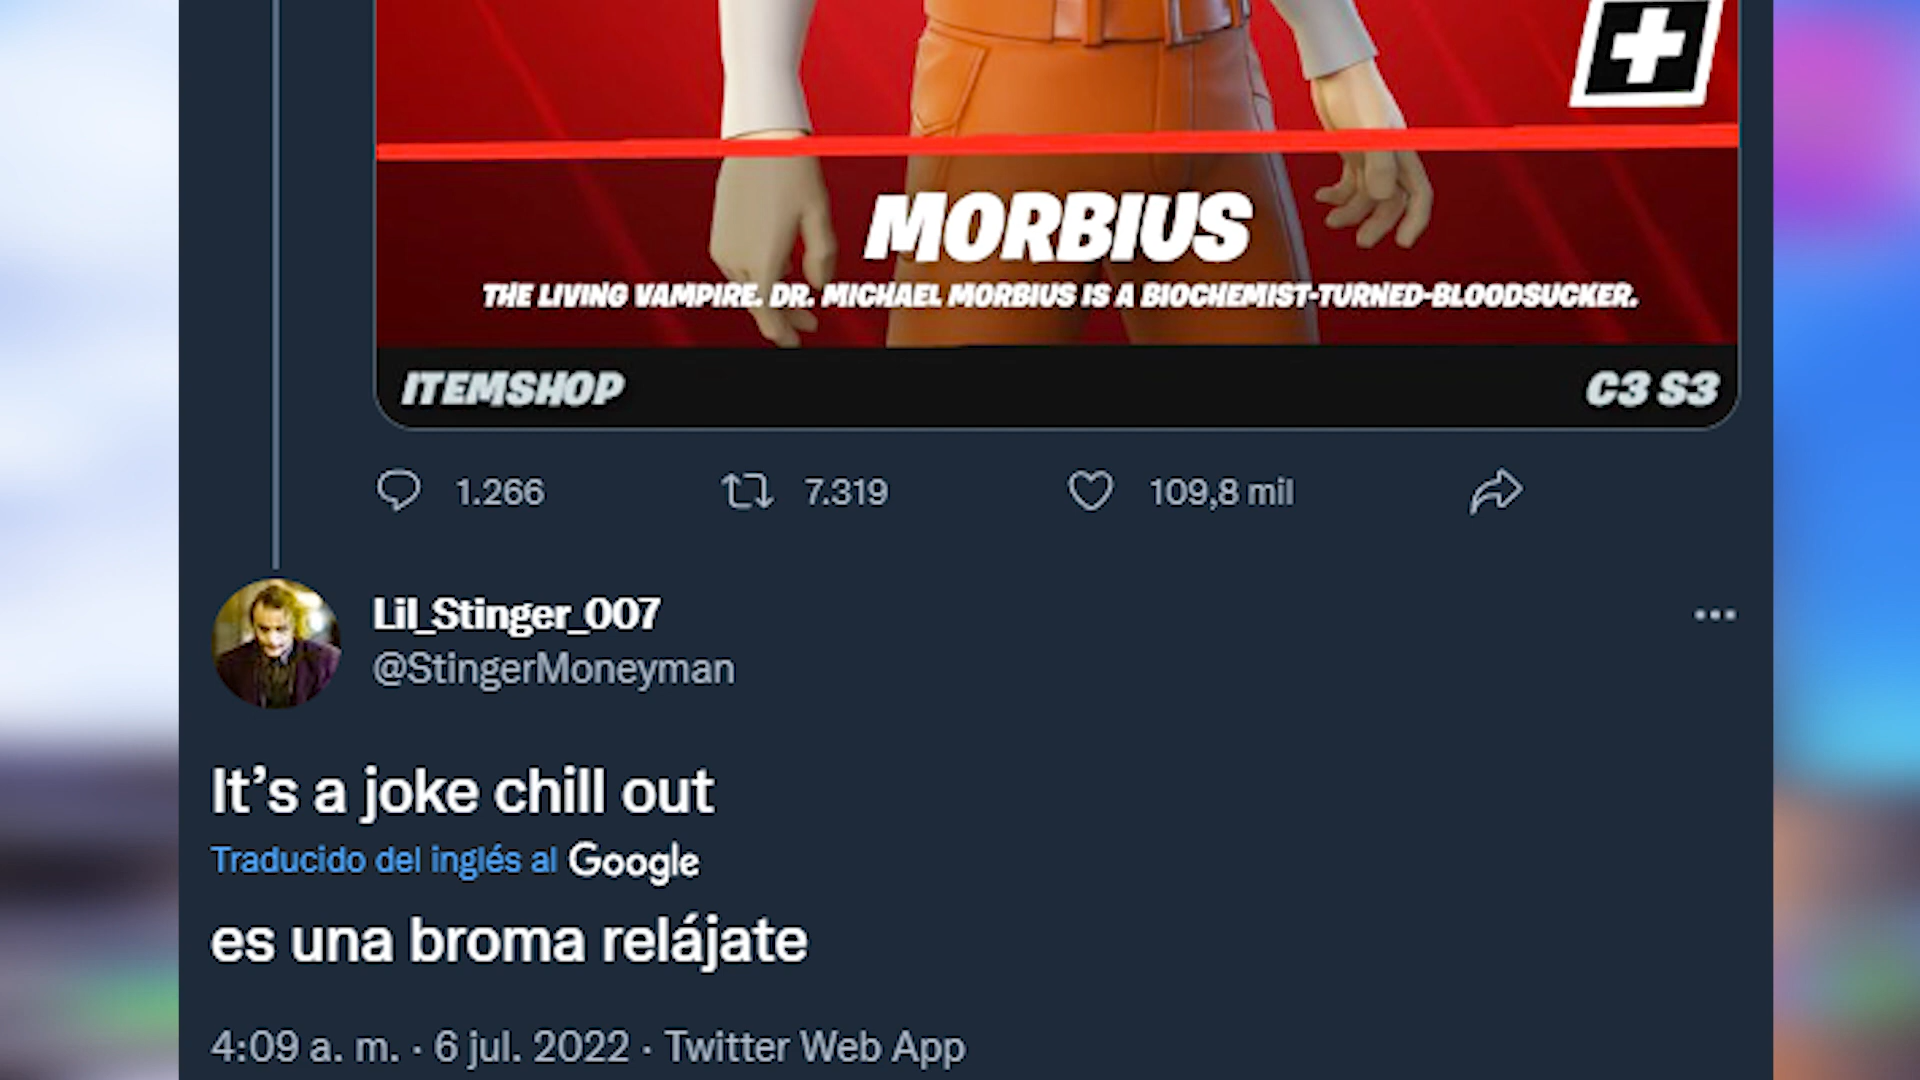 MORBIUS
THE LIVING VAMPIRE. DR. MICHAEL MORBIUS IS A BIOCHEMIST-TURNED-BLOODSUCKER.
ITEMSHOP
C3 S3
1.266
7.319
109,8 mil
Lil_Stinger_007
@StingerMoneyman
It’s a joke chill out
Traducido del inglés al Google
es una broma relájate
4:09 a. m. · 6 jul. 2022 · Twitter Web App